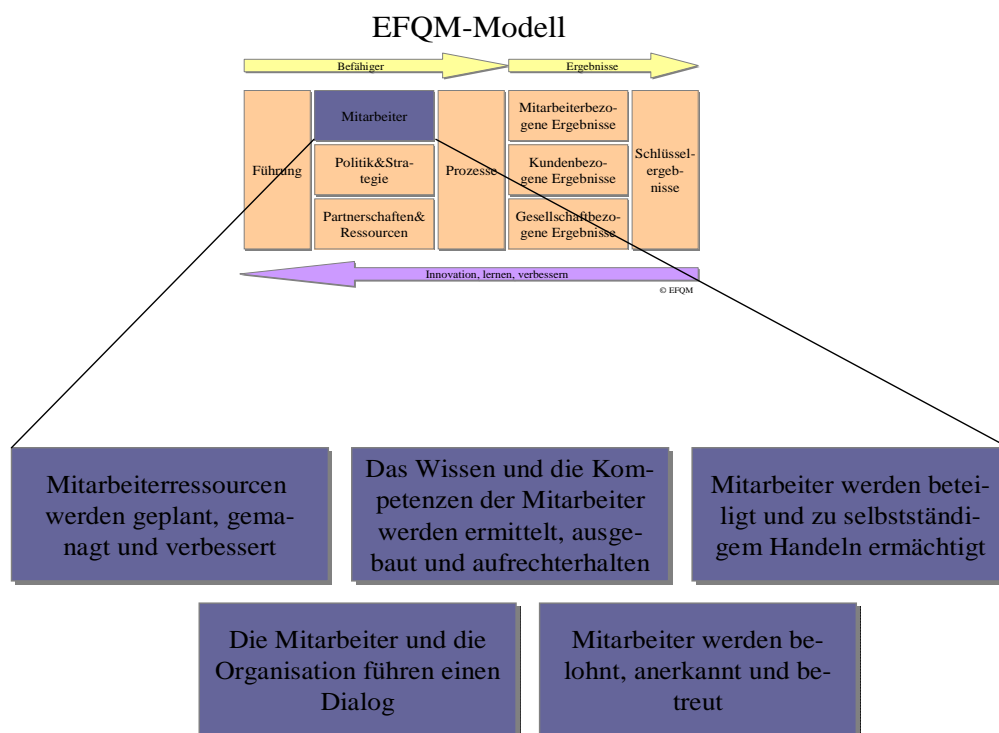 EFQM-Modell
Befähiger
Ergebnisse
Führung
Mitarbeiter
Politik&Stra-
tegie
Partnerschaften&
Ressourcen
Prozesse
Mitarbeiterbezo-
gene Ergebnisse
Kundenbezo-
gene Ergebnisse
Gesellschaftbezo-
gene Ergebnisse
Schlüssel-
ergeb-
nisse
Innovation, lernen, verbessern
© EFQM
Mitarbeiterressourcen
werden geplant, gema-
nagt und verbessert
Das Wissen und die Kom-
petenzen der Mitarbeiter
werden ermittelt, ausge-
baut und aufrechterhalten
Mitarbeiter werden betei-
ligt und zu selbstständi-
gem Handeln ermächtigt
Die Mitarbeiter und die
Organisation führen einen
Dialog
Mitarbeiter werden be-
lohnt, anerkannt und be-
treut